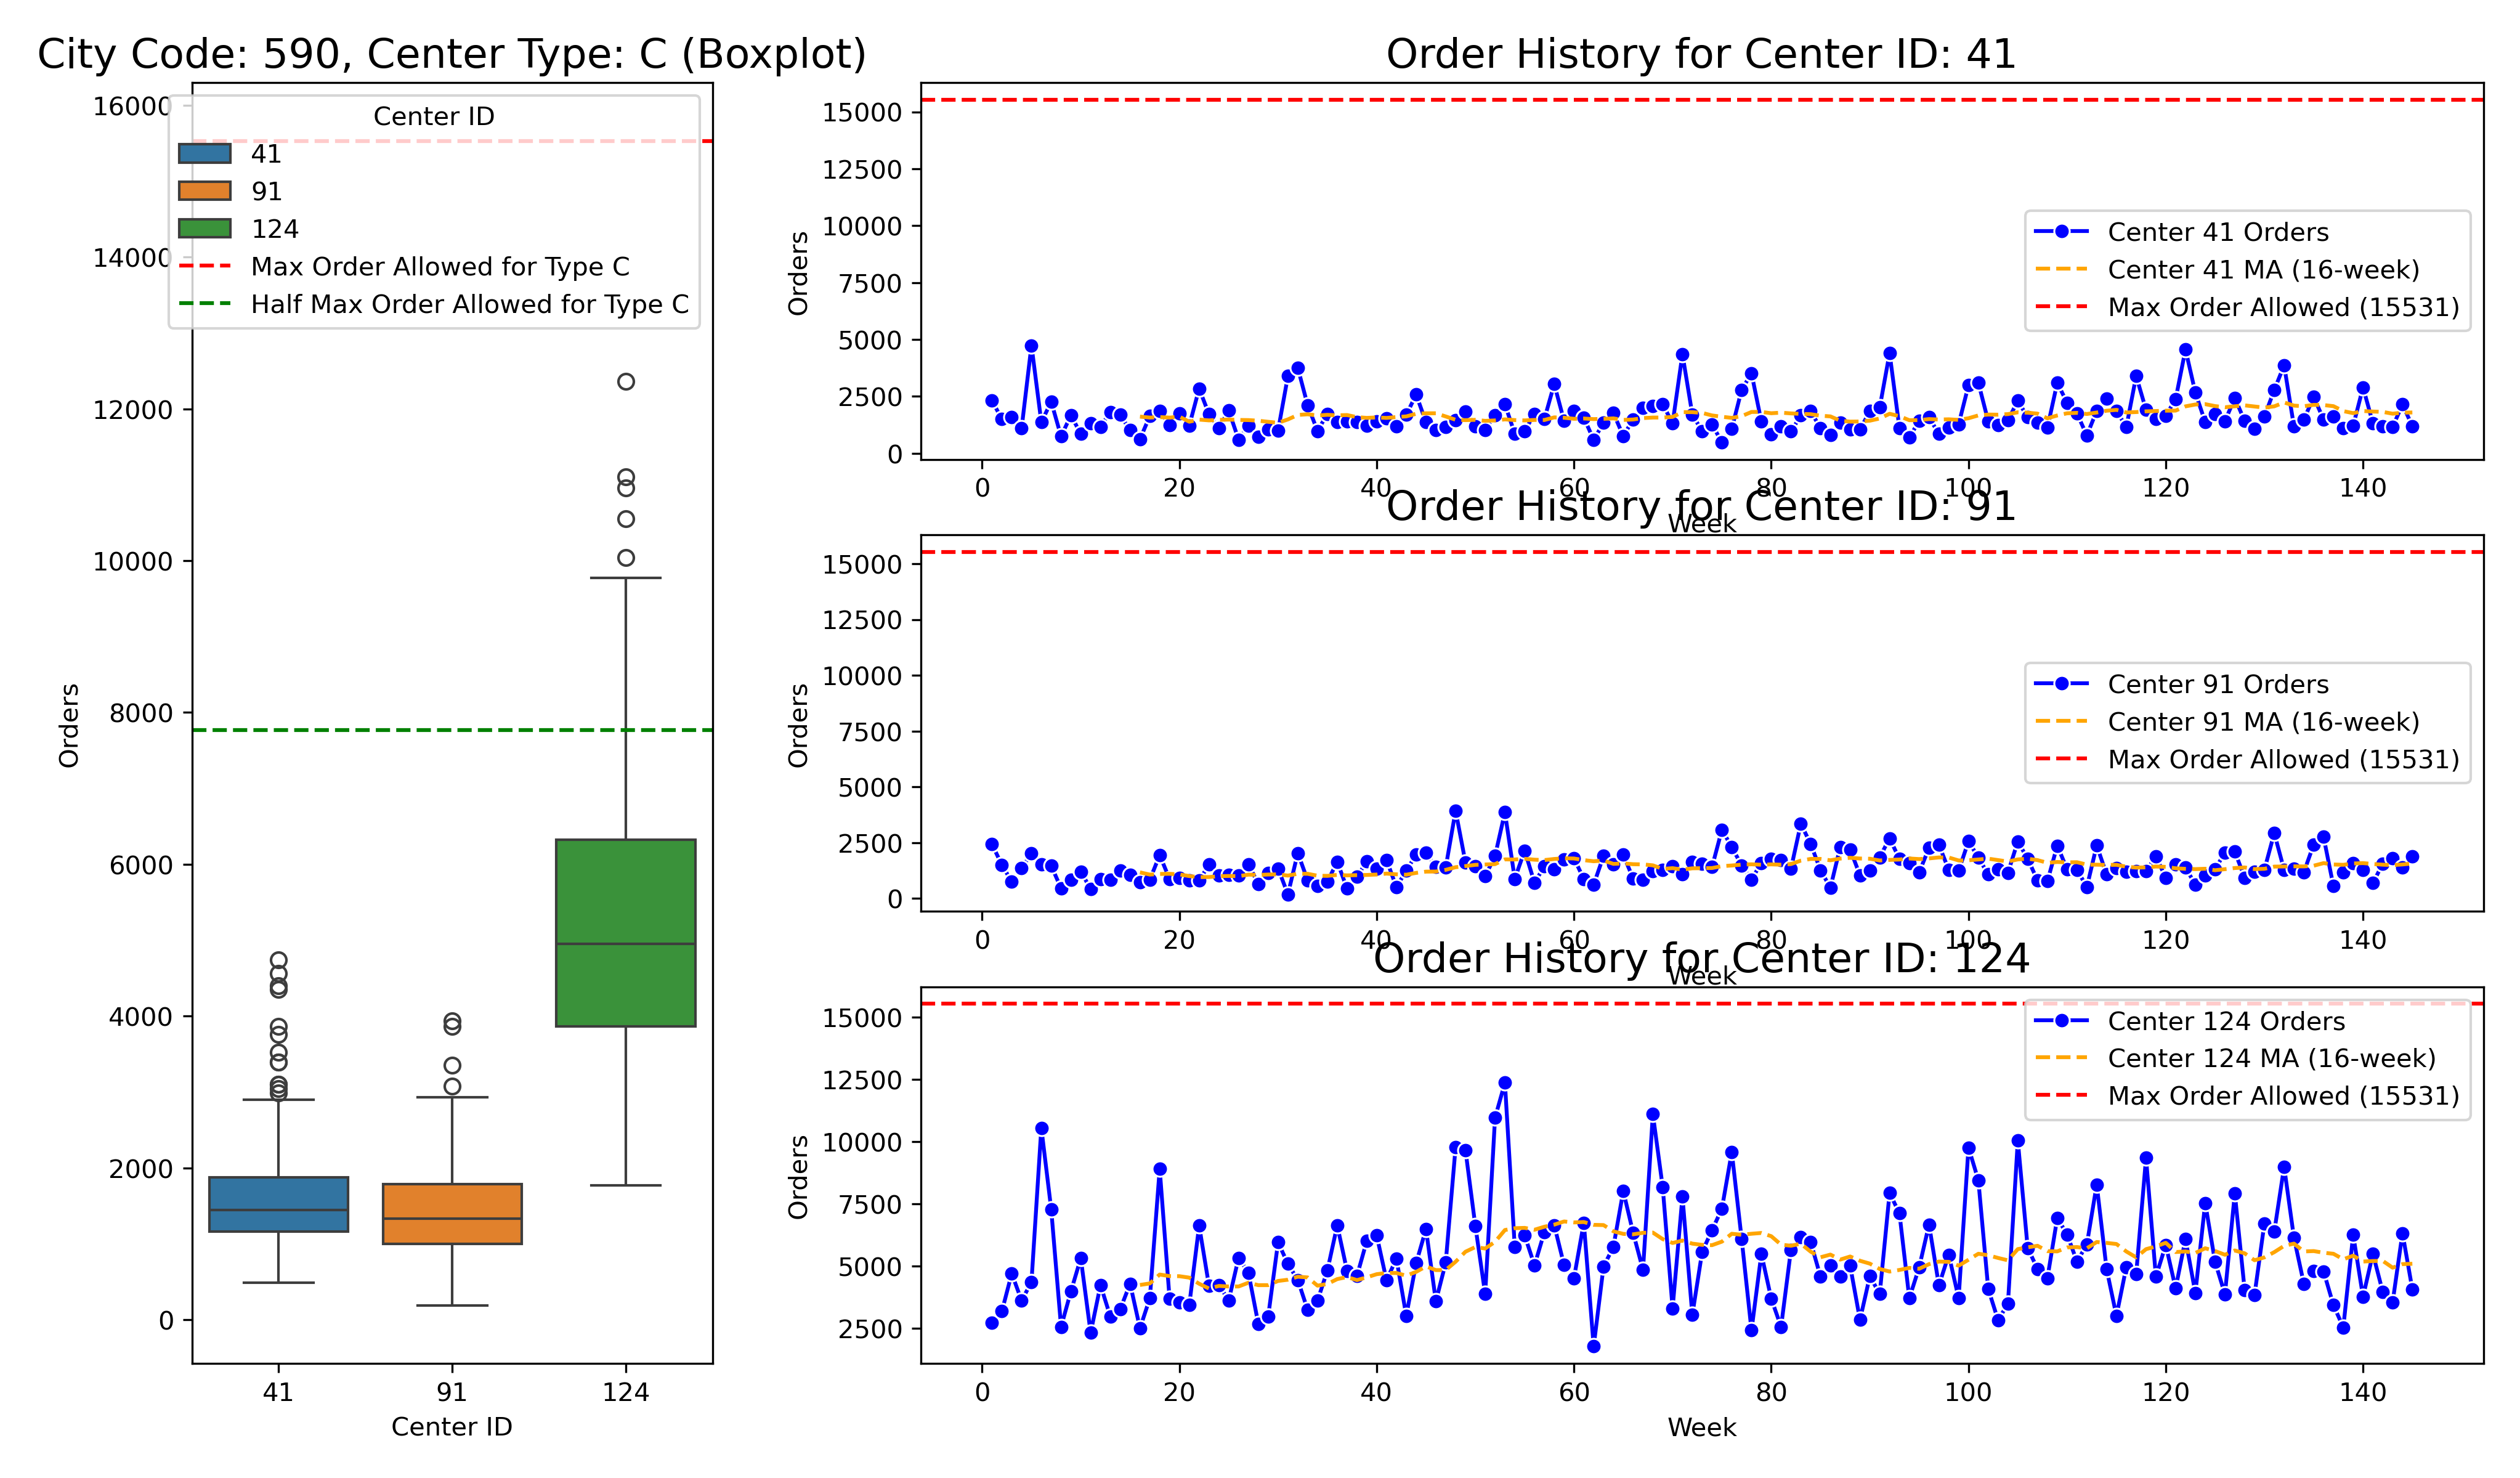 City Code: 590, Center Type: C (Boxplot)
16000
14000
12000
10000
8000
6000
4000
2000
0
Orders
Center ID
41
91
124
Max Order Allowed for Type C
Half Max Order Allowed for Type C
41 91 124
Center ID
Order History for Center ID: 41
15000
12500
10000
7500
5000
2500
0
Orders
Center 41 Orders
Center 41 MA (16-week)
Max Order Allowed (15531)
0 20 40 60 80 100 120 140
Week
Order History for Center ID: 91
15000
12500
10000
7500
5000
2500
0
Orders
Center 91 Orders
Center 91 MA (16-week)
Max Order Allowed (15531)
0 20 40 60 80 100 120 140
Week
Order History for Center ID: 124
15000
12500
10000
7500
5000
2500
Orders
Center 124 Orders
Center 124 MA (16-week)
Max Order Allowed (15531)
0 20 40 60 80 100 120 140
Week